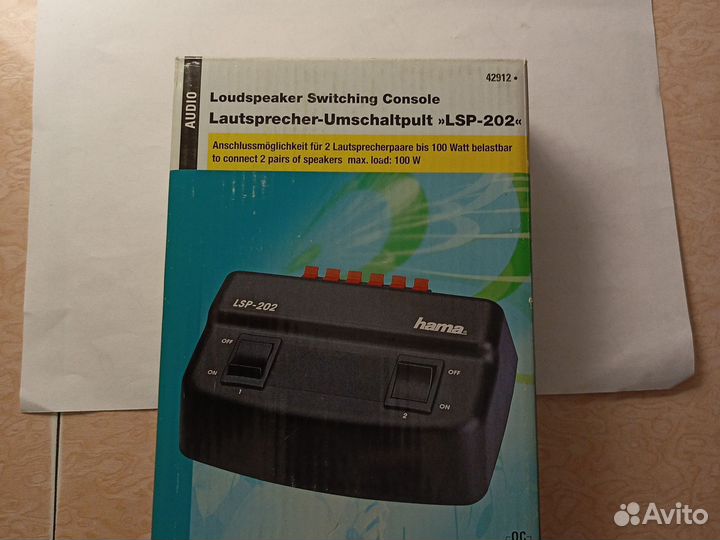 42912
AUDIO
Loudspeaker Switching Console
Lautsprecher-Umschaltpult »LSP-202«
Anschlussmöglichkeit für 2 Lautsprecherpaare bis 100 Watt belastbar
to connect 2 pairs of speakers max. load: 100 W
LSP-202
hama
OFF
ON
1
OFF
ON
2
Avito